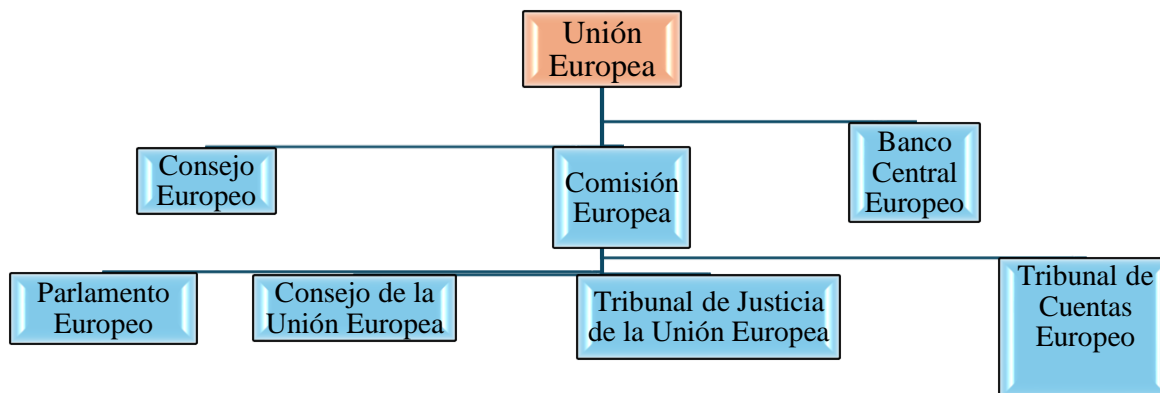 Unión
Europea
Consejo
Europeo
Comisión
Europea
Banco
Central
Europeo
Parlamento
Europeo
Consejo de la
Unión Europea
Tribunal de Justicia
de la Unión Europea
Tribunal de
Cuentas
Europeo